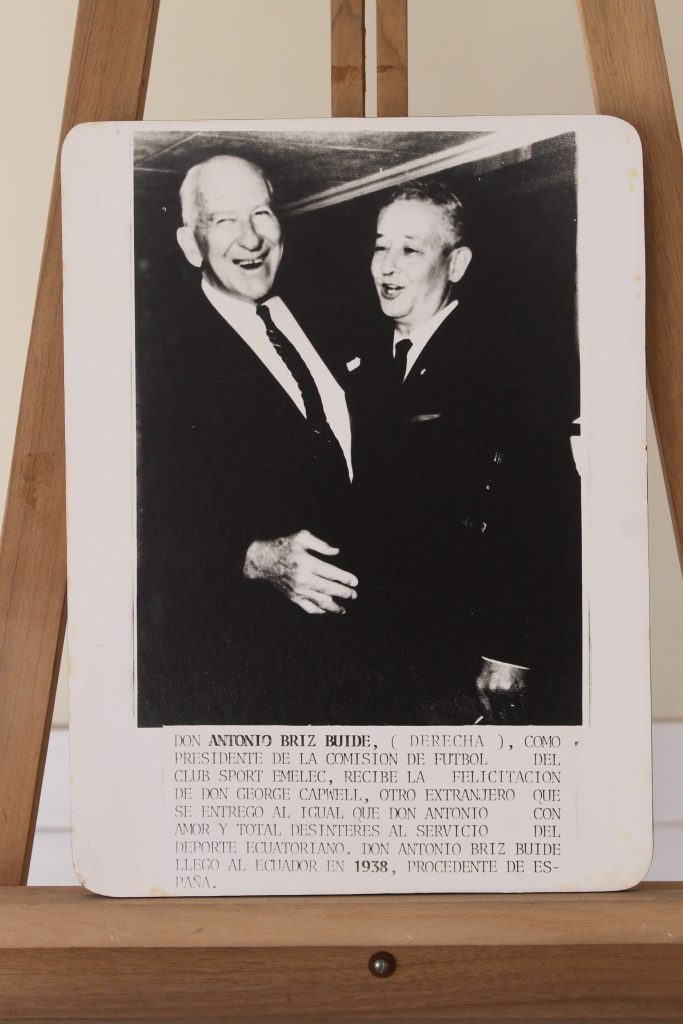 DON ANTONIO BRIZ BUIDE, ( DERECHA ), COMO
PRESIDENTE DE LA COMISION DE FUTBOL DEL
CLUB SPORT EMELEC, RECIBE LA FELICITACION
DE DON GEORGE CAPWELL, OTRO EXTRANJERO QUE
SE ENTREGO AL IGUAL QUE DON ANTONIO CON
AMOR Y TOTAL DESINTERES AL SERVICIO DEL
DEPORTE ECUATORIANO. DON ANTONIO BRIZ BUIDE
LLEGO AL ECUADOR EN 1938, PROCEDENTE DE ES-
PAÑA.